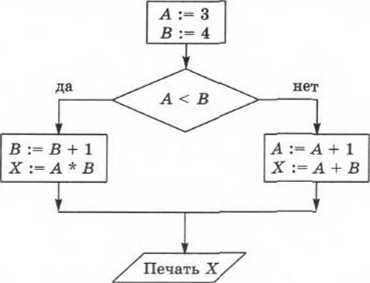 A := 3
B := 4
да
A < B
нет
B := B + 1
X := A * B
A := A + 1
X := A + B
Печать X